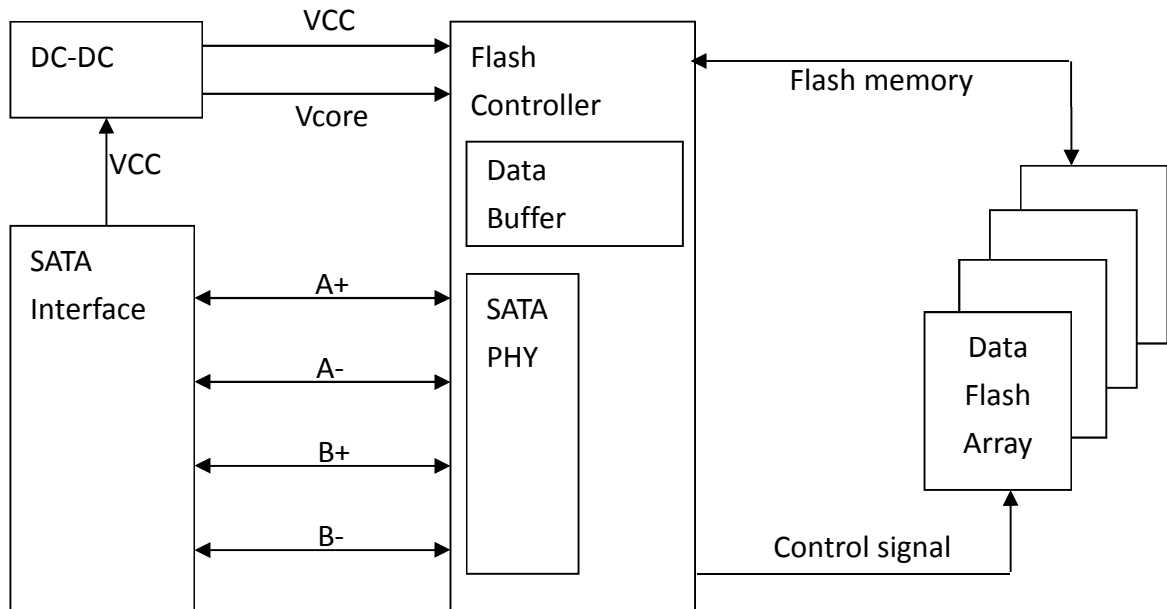 VCC
DC-DC
Flash
Controller
Flash memory
Vcore
VCC
Data
Buffer
SATA
Interface
A+
SATA
PHY
A-
B+
B-
Data
Flash
Array
Control signal